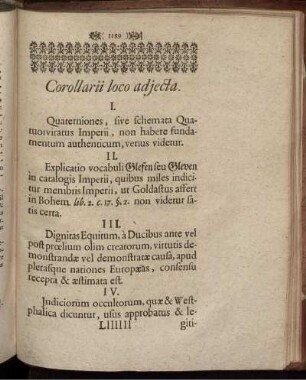 1119
Corollarii loco adjecta.
I.
Quaterniones, sive schemata Qua-
tuorviratus Imperii, non habere funda-
mentum authenticum, verius videtur.
II.
Explicatio vocabuli Glefen seu Gleven
in catalogis Imperii, quibus miles indici-
tur membris Imperii, ut Goldastus affert
in Bohem. lib. 2. c. 17. §. 2. non videtur sa-
tis certa.
III.
Dignitas Equitum, à Ducibus ante vel
post prœlium olim creatorum, virtutis de-
monstrandæ vel demonstratæ causâ, apud
plerasque nationes Europæas, consensu
recepta & æstimata est.
IV.
Judiciorum occultorum, quæ & West-
phalica dicuntur, usus approbatus & le-
Lllllll giti-